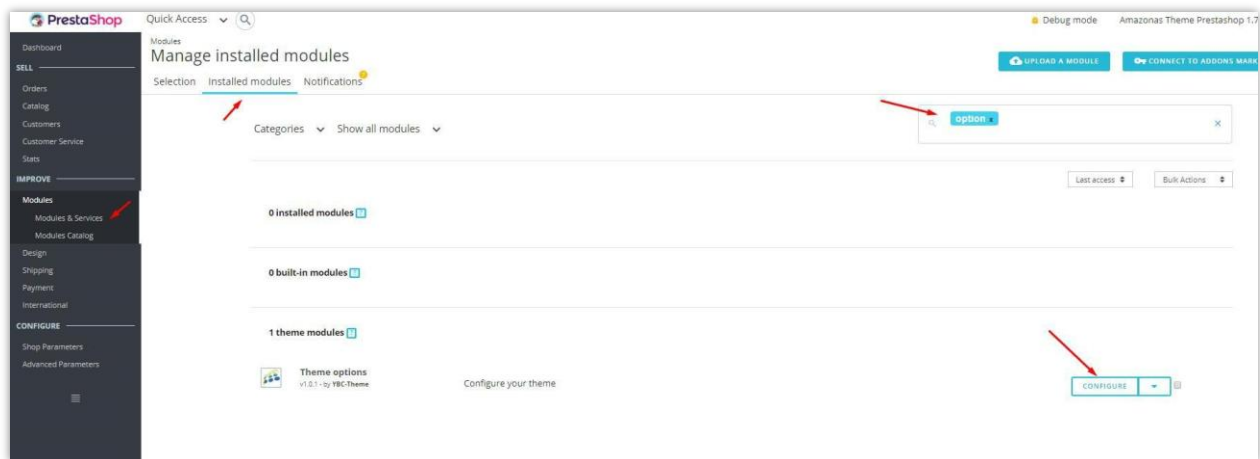 PrestaShop
Quick Access
Debug mode
Amazonas Theme Prestashop 1.7
Modules
Manage installed modules
UPLOAD A MODULE
CONNECT TO ADDONS MARK
Selection Installed modules Notifications
Dashboard
SELL
Orders
Catalog
Customers
Customer Service
Stats
IMPROVE
Modules
Modules & Services
Modules Catalog
Design
Shipping
Payment
International
CONFIGURE
Shop Parameters
Advanced Parameters
Categories Show all modules
option x
Last access
Bulk Actions
0 installed modules ?
0 built-in modules ?
1 theme modules ?
Theme options
v1.0.1 - by YBC-Theme
Configure your theme
CONFIGURE